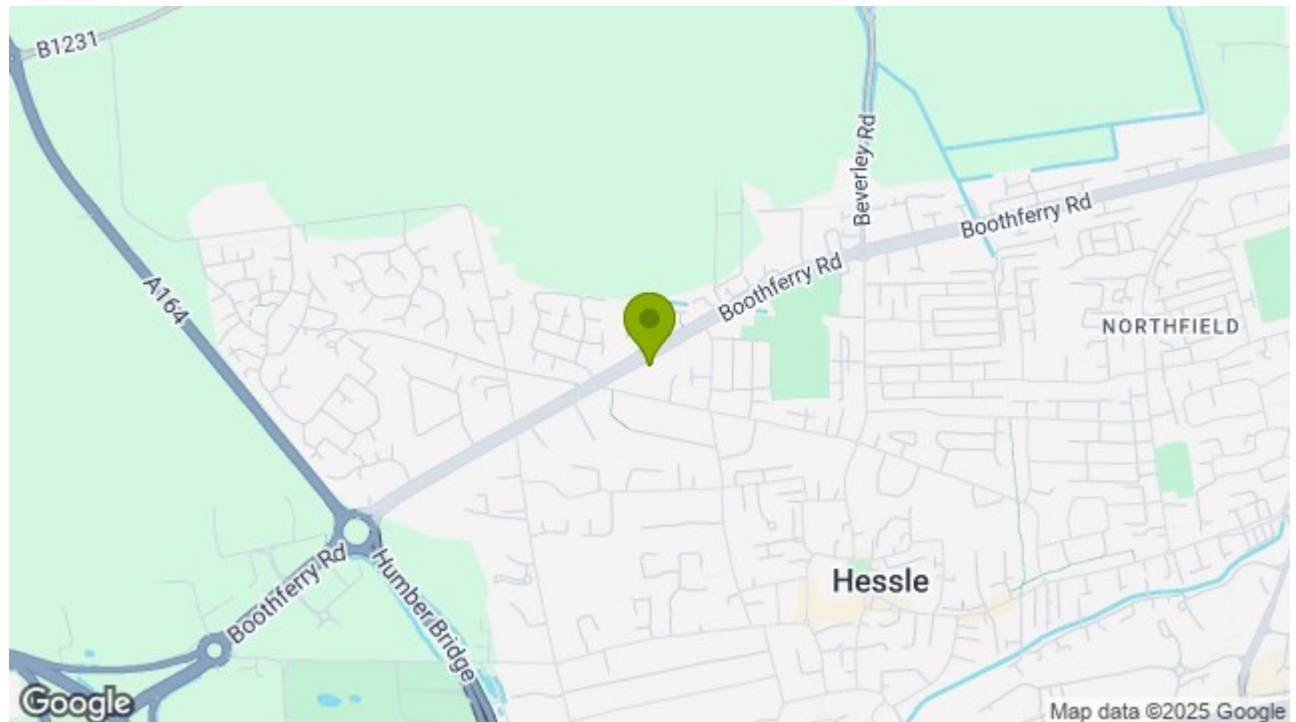 B1231
Beverley Rd
Boothferry Rd
A164
Boothferry Rd
NORTHFIELD
Boothferry Rd
Humber Bridge
Hessle
Google
Map data ©2025 Google